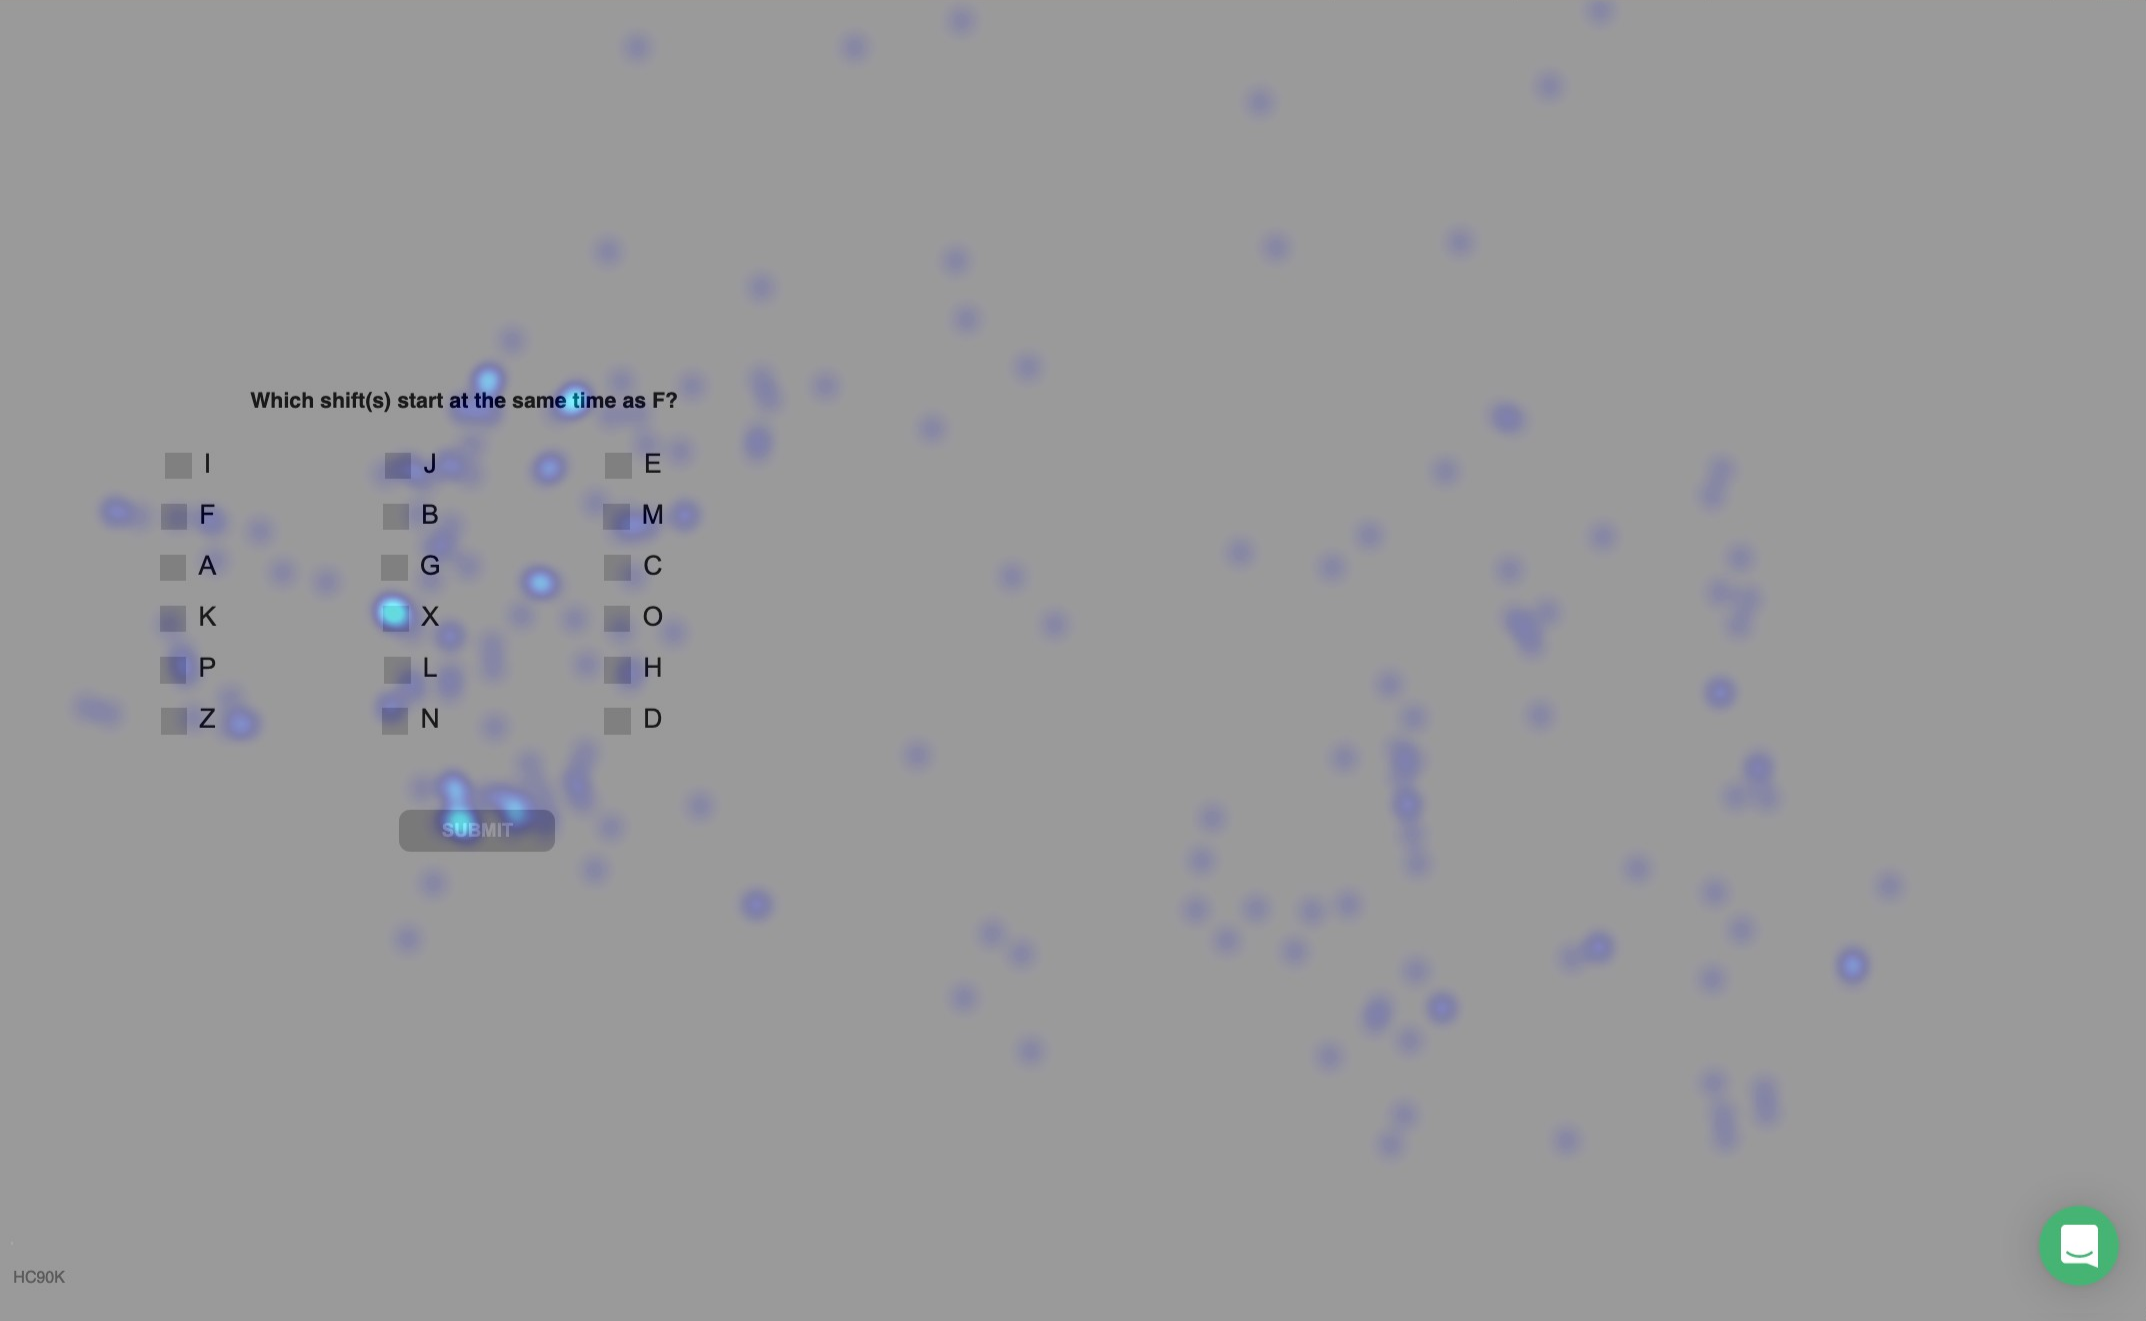 Which shift(s) start at the same time as F?
I J E
F B M
A G C
K X O
P L H
Z N D
SUBMIT
HC90K